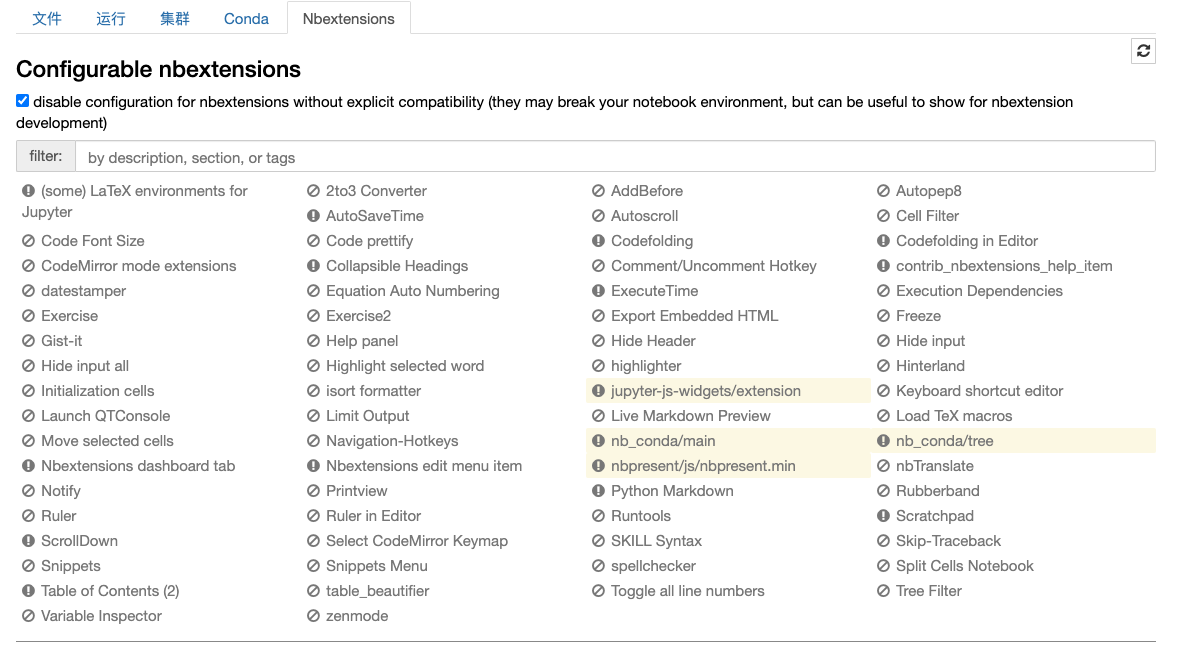 文件 运行 集群 Conda Nbextensions
Configurable nbextensions
disable configuration for nbextensions without explicit compatibility (they may break your notebook environment, but can be useful to show for nbextension
development)
filter: by description, section, or tags
(some) LaTeX environments for 2to3 Converter AddBefore Autopep8
Jupyter AutoSaveTime Autoscroll Cell Filter
Code Font Size Code prettify Codefolding Codefolding in Editor
CodeMirror mode extensions Collapsible Headings Comment/Uncomment Hotkey contrib_nbextensions_help_item
datestamper Equation Auto Numbering ExecuteTime Execution Dependencies
Exercise Exercise2 Export Embedded HTML Freeze
Gist-it Help panel Hide Header Hide input
Hide input all Highlight selected word highlighter Hinterland
Initialization cells isort formatter jupyter-js-widgets/extension Keyboard shortcut editor
Launch QTConsole Limit Output Live Markdown Preview Load TeX macros
Move selected cells Navigation-Hotkeys nb_conda/main nb_conda/tree
Nbextensions dashboard tab Nbextensions edit menu item nbpresent/js/nbpresent.min nbTranslate
Notify Printview Python Markdown Rubberband
Ruler Ruler in Editor Runtools Scratchpad
ScrollDown Select CodeMirror Keymap SKILL Syntax Skip-Traceback
Snippets Snippets Menu spellchecker Split Cells Notebook
Table of Contents (2) table_beautifier Toggle all line numbers Tree Filter
Variable Inspector zenmode